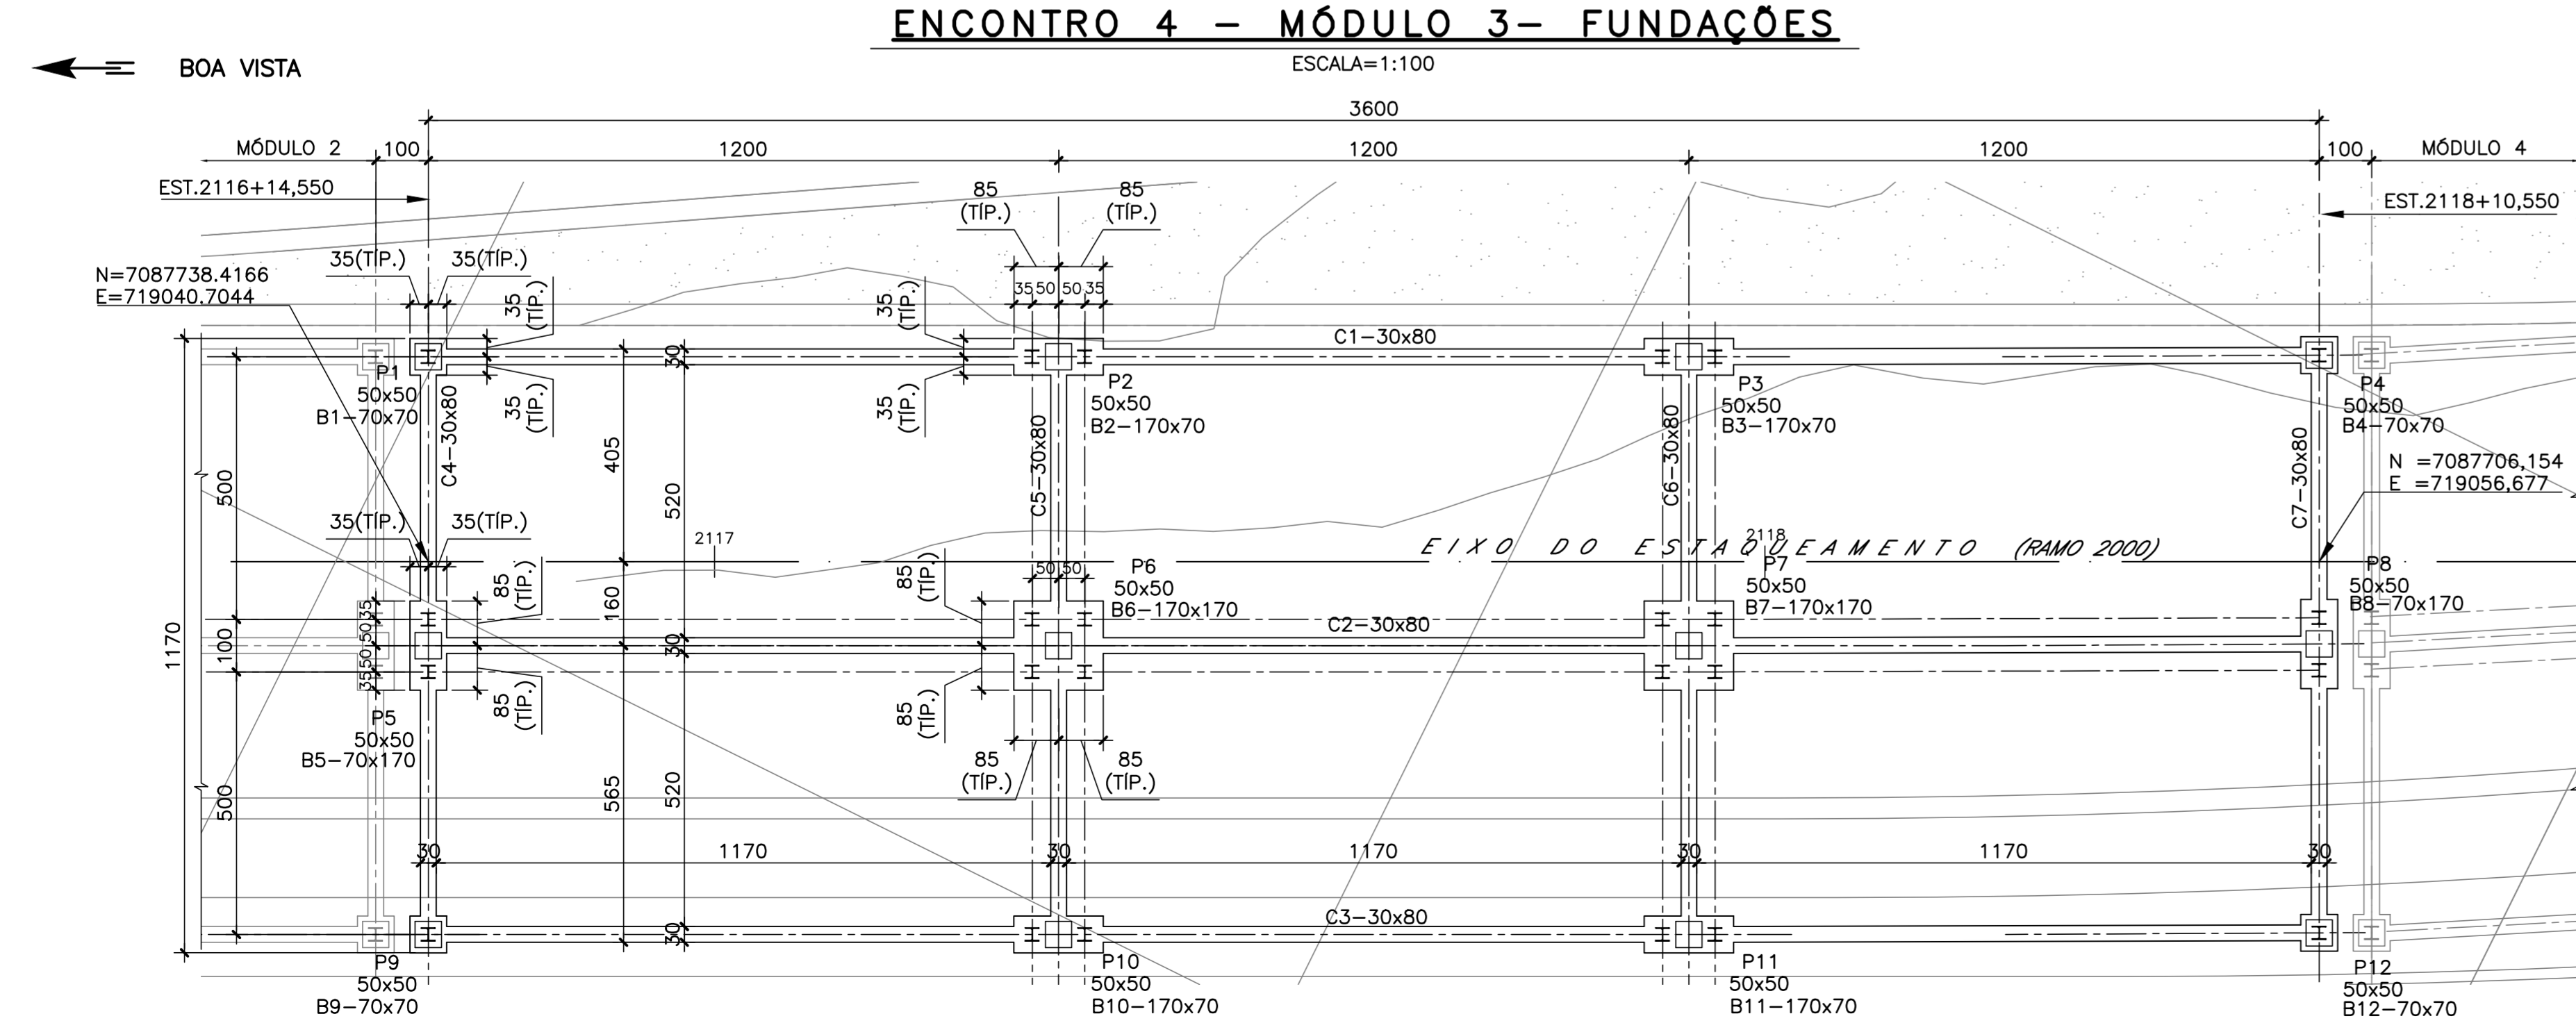 ENCONTRO 4 - MÓDULO 3- FUNDAÇÕES
ESCALA=1:100
BOA VISTA
3600
MÓDULO 2
100
1200
1200
1200
100
MÓDULO 4
EST.2116+14,550
EST.2118+10,550
85
(TÍP.)
85
(TÍP.)
35(TÍP.)
35(TÍP.)
N=7087738.4166
E=719040.7044
35
(TÍP.)
35
(TÍP.)
35
50
50
35
C1-30x80
30
P1
50x50
B1-70x70
35
(TÍP.)
35
(TÍP.)
P2
50x50
B2-170x70
P3
50x50
B3-170x70
P4
50x50
B4-70x70
C4-30x80
405
C5-30x80
C6-30x80
C7-30x80
N =7087706,154
E =719056,677
500
520
35(TÍP.)
35(TÍP.)
2117
2118
EIXO DO ESTAQUEAMENTO (RAMO 2000)
85
(TÍP.)
85
(TÍP.)
50
50
P6
50x50
B6-170x170
P7
50x50
B7-170x170
P8
50x50
B8-70x170
35
50
50
35
160
C2-30x80
1170
100
30
P5
50x50
B5-70x170
85
(TÍP.)
85
(TÍP.)
85
(TÍP.)
85
(TÍP.)
500
565
520
30
1170
30
1170
30
1170
30
C3-30x80
30
P9
50x50
B9-70x70
P10
50x50
B10-170x70
P11
50x50
B11-170x70
P12
50x50
B12-70x70